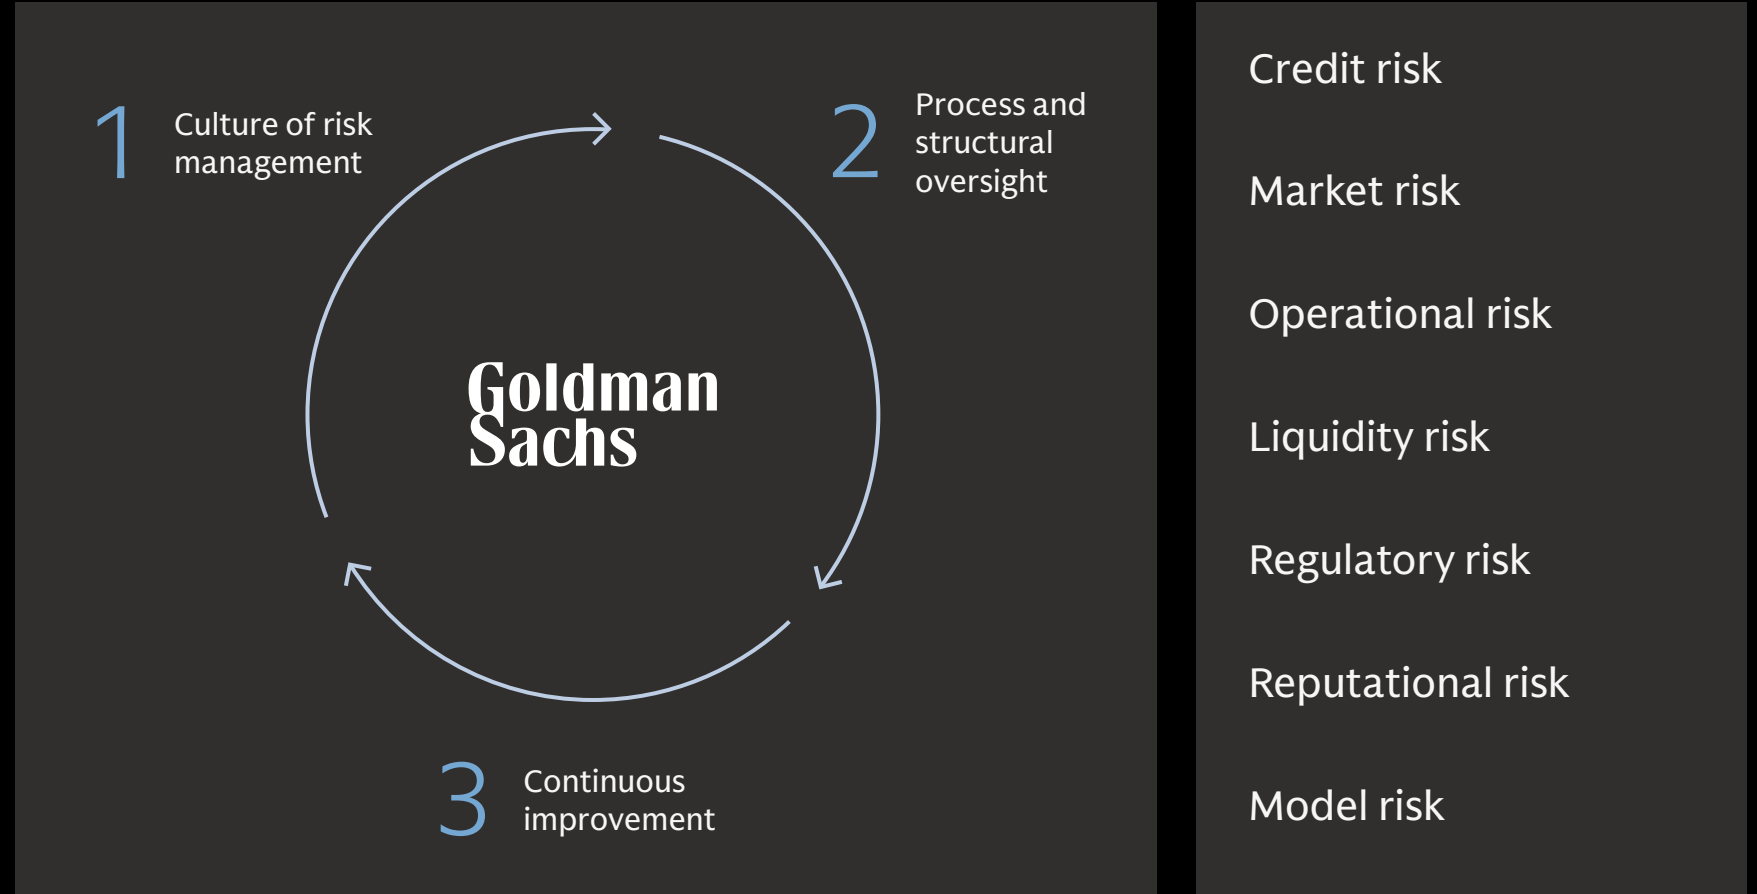 1
Culture of risk
management
2
Process and
structural
oversight
Goldman
Sachs
3
Continuous
improvement
Credit risk
Market risk
Operational risk
Liquidity risk
Regulatory risk
Reputational risk
Model risk